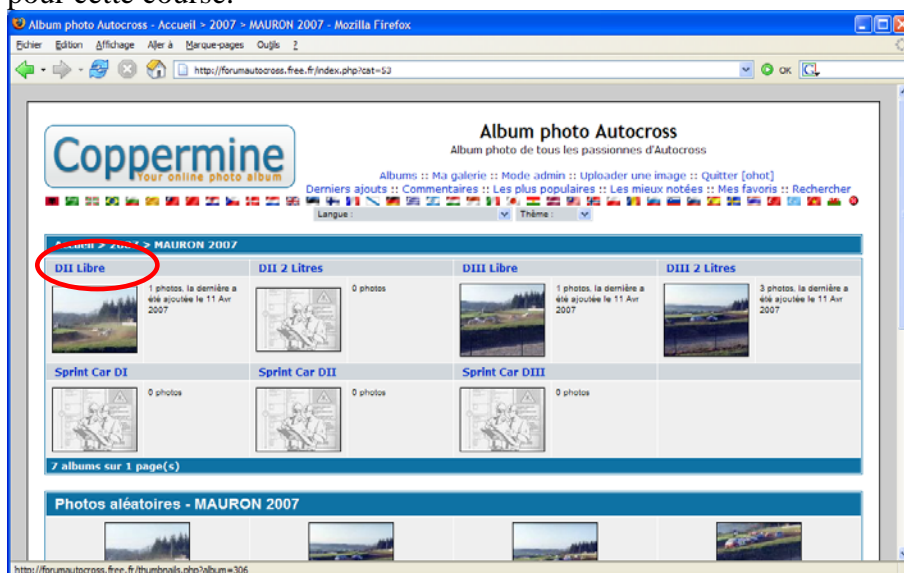 pour cette course.
Album photo Autocross - Accueil > 2007 > MAURON 2007 - Mozilla Firefox
Fichier Edition Affichage Aller à Marque-pages Outils ?
http://forumautocross.free.fr/index.php?cat=53 OK
Coppermine
Your online photo album
Album photo Autocross
Album photo de tous les passionnes d'Autocross
Albums :: Ma galerie :: Mode admin :: Uploader une image :: Quitter [ohot]
Derniers ajouts :: Commentaires :: Les plus populaires :: Les mieux notées :: Mes favoris :: Rechercher
Langue : Thème :
Accueil > 2007 > MAURON 2007
DII Libre DII 2 Litres DIII Libre DIII 2 Litres
1 photos, la dernière a 0 photos 1 photos, la dernière a 3 photos, la dernière a
été ajoutée le 11 Avr été ajoutée le 11 Avr été ajoutée le 11 Avr
2007 2007 2007
Sprint Car DI Sprint Car DII Sprint Car DIII
0 photos 0 photos 0 photos
7 albums sur 1 page(s)
Photos aléatoires - MAURON 2007
http://forumautocross.free.fr/thumbnails.php?album=306